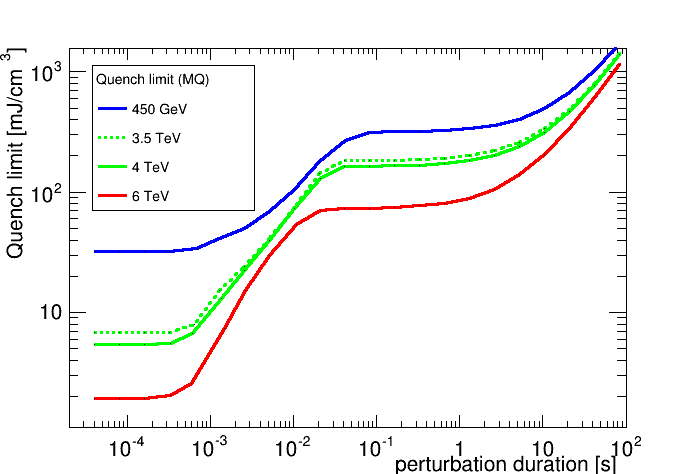 Quench limit [mJ/cm³]
10³
10²
10
Quench limit (MQ)
450 GeV
3.5 TeV
4 TeV
6 TeV
10⁻⁴ 10⁻³ 10⁻² 10⁻¹ 1 10 10²
perturbation duration [s]